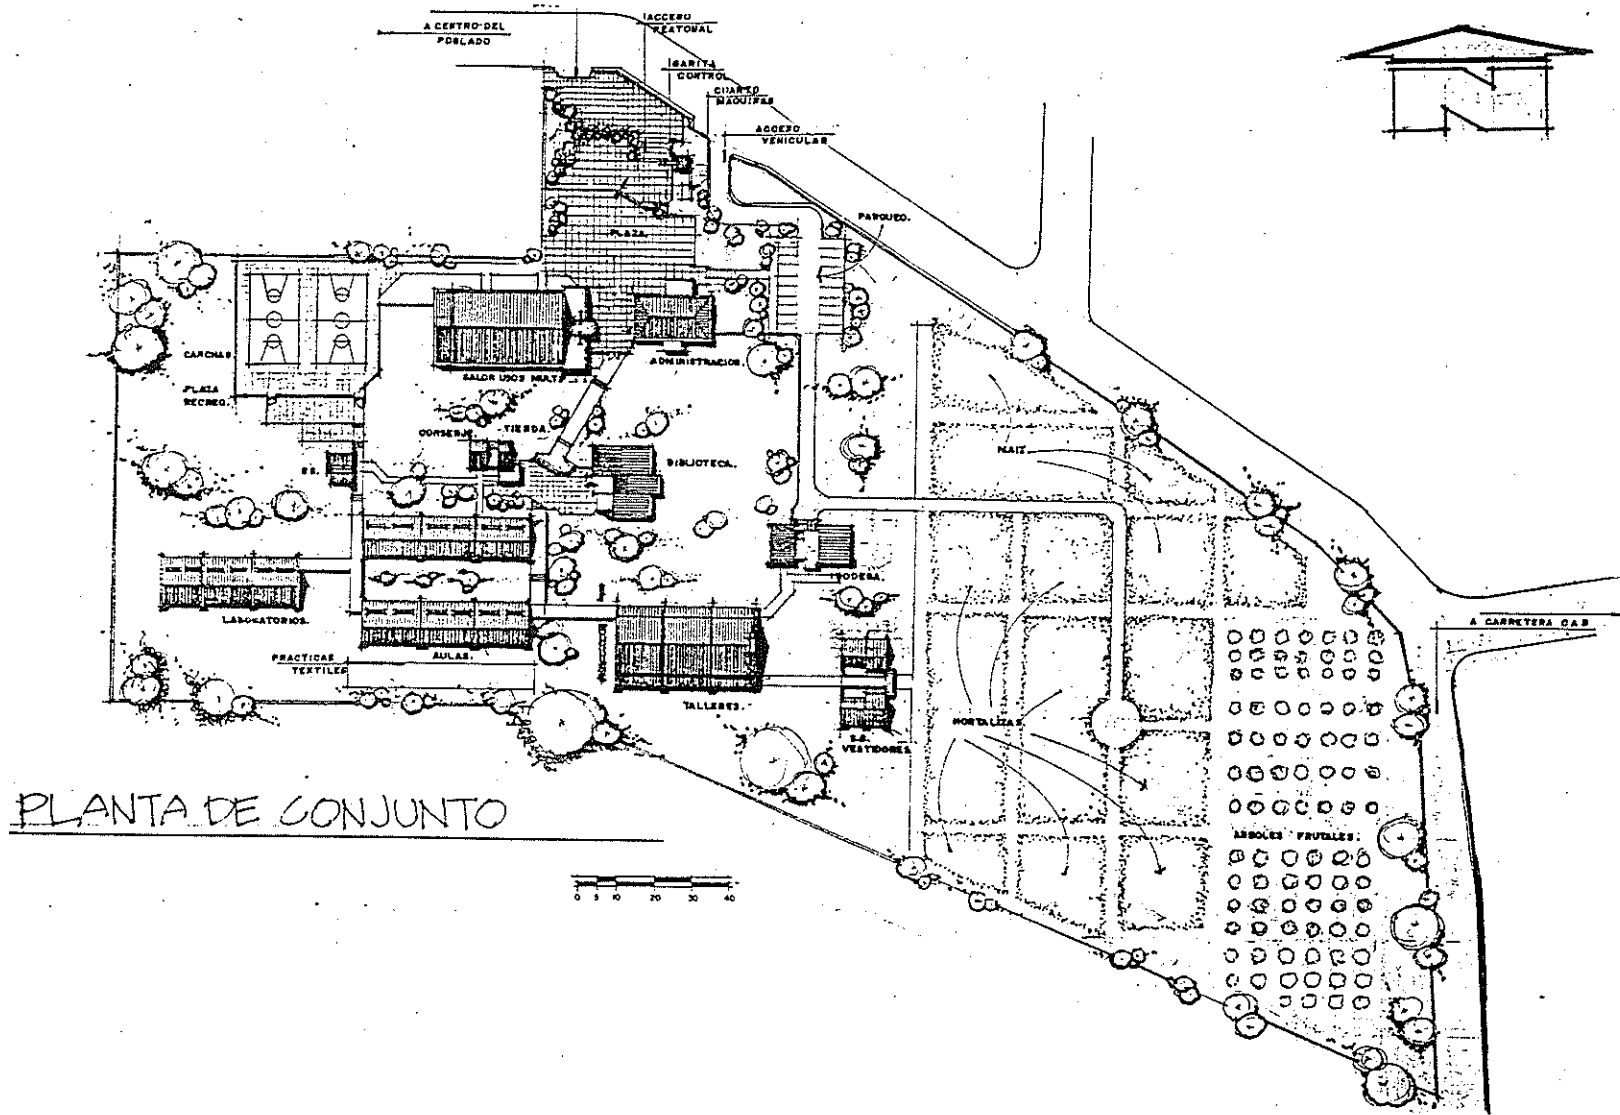 A CENTRO DEL
POBLADO
ACCESO
PEATONAL
GARITA
CONTROL
CUARTO
MAQUINAS
ACCESO
VEHICULAR
PARQUEO.
PLAZA.
CANCHAS
PLAZA
RECREO.
SALON USOS MULT
ADMINISTRACION.
CONSERJE
TIENDA.
S.S.
BIBLIOTECA.
MAIZ
BODEGA.
LABORATORIOS.
AULAS.
PRACTICAS
TEXTILES
TALLERES.
S.S.
VESTIDORES
HORTALIZAS
A CARRETERA CA2
ARBOLES FRUTALES.
PLANTA DE CONJUNTO
0 5 10 20 30 40
N